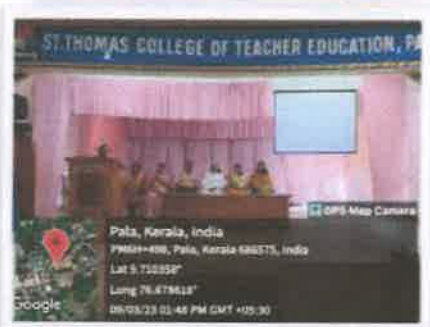 ST.THOMAS COLLEGE OF TEACHER EDUCATION, PA
GPS Map Camera
Pala, Kerala, India
Pala, Kerala 686575, India
Lat 9.710358°
Long 76.678618°
09/03/23 01:48 PM GMT +05:30
Google